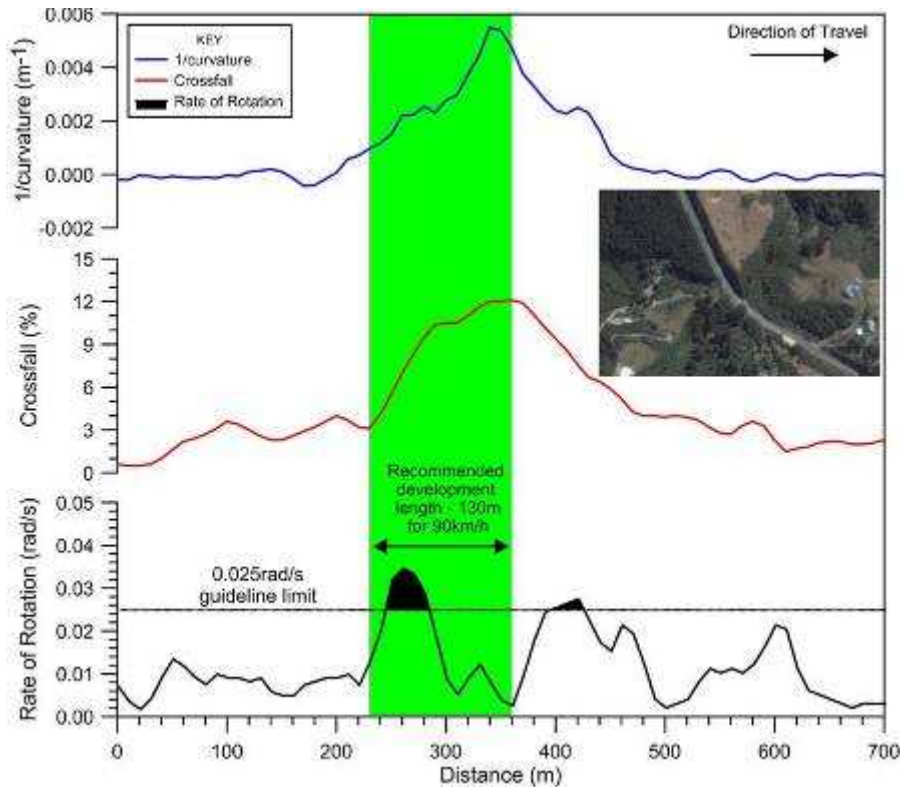 0.006
0.004
0.002
0.000
-0.002
1/curvature (m-1)
KEY
1/curvature
Crossfall
Rate of Rotation
Direction of Travel
15
12
9
6
3
0
Crossfall (%)
Recommended
development
length - 130m
for 90km/h
0.05
0.04
0.03
0.02
0.01
0.00
Rate of Rotation (rad/s)
0.025rad/s
guideline limit
0 100 200 300 400 500 600 700
Distance (m)